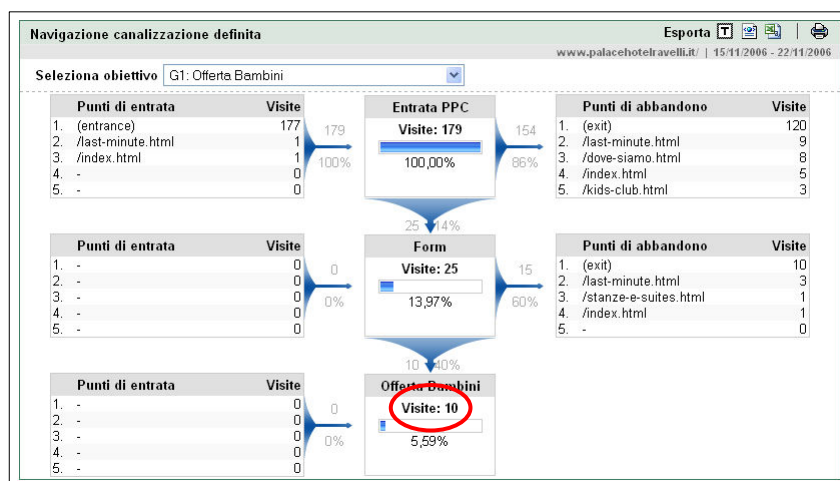 Navigazione canalizzazione definita Esporta T
www.palacehotelravelli.it/ | 15/11/2006 - 22/11/2006
Seleziona obiettivo G1: Offerta Bambini
Punti di entrata Visite
1. (entrance) 177
2. /last-minute.html 1
3. /index.html 1
4. - 0
5. - 0
179
100%
Entrata PPC
Visite: 179
100,00%
154
86%
Punti di abbandono Visite
1. (exit) 120
2. /last-minute.html 9
3. /dove-siamo.html 8
4. /index.html 5
5. /kids-club.html 3
25 14%
Punti di entrata Visite
1. - 0
2. - 0
3. - 0
4. - 0
5. - 0
0
0%
Form
Visite: 25
13,97%
15
60%
Punti di abbandono Visite
1. (exit) 10
2. /last-minute.html 3
3. /stanze-e-suites.html 1
4. /index.html 1
5. - 0
10 40%
Punti di entrata Visite
1. - 0
2. - 0
3. - 0
4. - 0
5. - 0
0
0%
Offerta Bambini
Visite: 10
5,59%